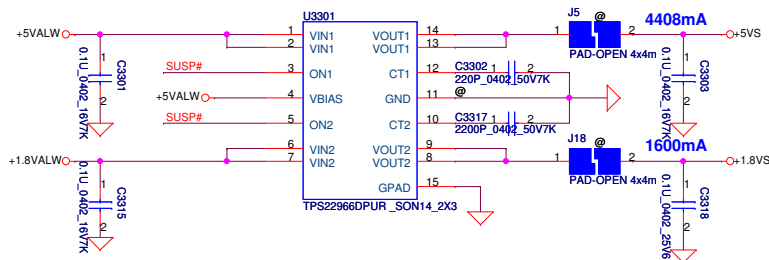 U3301
+5VALW
1 VIN1
2 VIN1
SUSP# 3 ON1
+5VALW 4 VBIAS
SUSP# 5 ON2
+1.8VALW
6 VIN2
7 VIN2
VOUT1 14
VOUT1 13
CT1 12
GND 11
CT2 10
VOUT2 9
VOUT2 8
GPAD 15
TPS22966DPUR_SON14_2X3
C3301
0.1U_0402_16V7K
1
2
C3315
0.1U_0402_16V7K
1
2
C3302
1 2
220P_0402_50V7K
@
C3317
1 2
2200P_0402_50V7K
J5
@
1 2
PAD-OPEN 4x4m
4408mA
+5VS
C3303
0.1U_0402_16V7K
1
2
J18
@
1 2
PAD-OPEN 4x4m
1600mA
+1.8VS
C3318
0.1U_0402_25V6
1
2